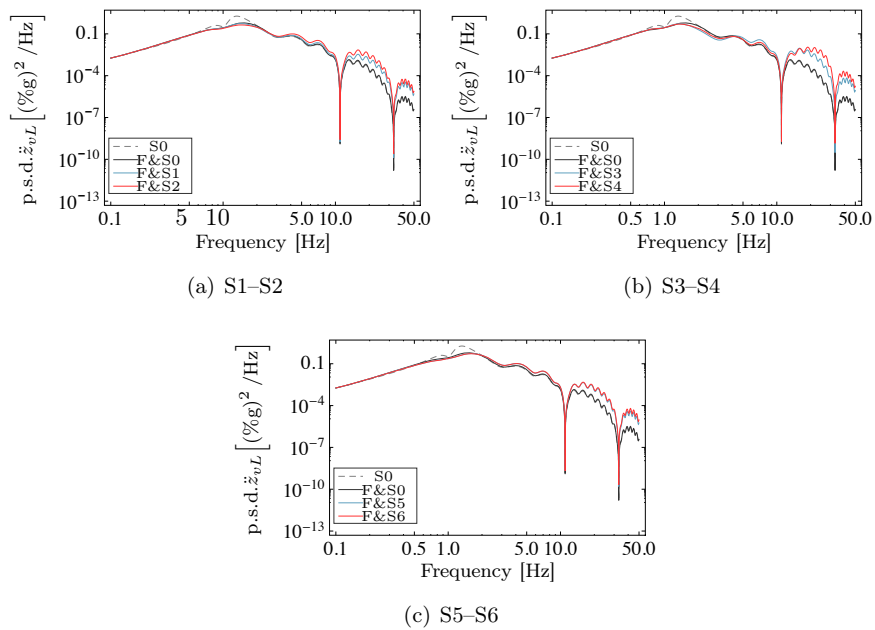 p.s.d. z̈_vL [(%g)² /Hz]
0.1
10⁻⁴
10⁻⁷
10⁻¹⁰
10⁻¹³
S0
F&S0
F&S1
F&S2
0.1 5 10 5.0 10.0 50.0
Frequency [Hz]
(a) S1–S2
p.s.d. z̈_vL [(%g)² /Hz]
0.1
10⁻⁴
10⁻⁷
10⁻¹⁰
10⁻¹³
S0
F&S0
F&S3
F&S4
0.1 0.5 1.0 5.0 10.0 50.0
Frequency [Hz]
(b) S3–S4
p.s.d. z̈_vL [(%g)² /Hz]
0.1
10⁻⁴
10⁻⁷
10⁻¹⁰
10⁻¹³
S0
F&S0
F&S5
F&S6
0.1 0.5 1.0 5.0 10.0 50.0
Frequency [Hz]
(c) S5–S6